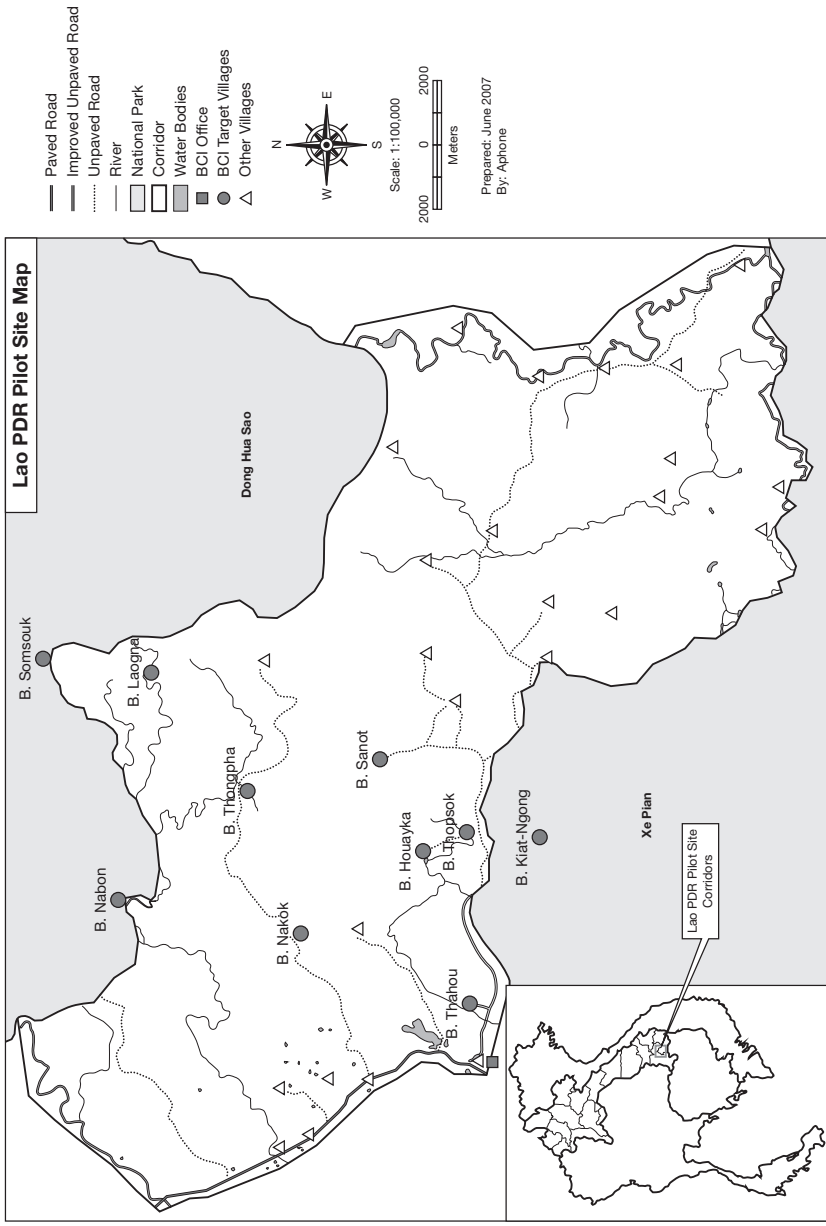 Lao PDR Pilot Site Map
Dong Hua Sao
B. Somsouk
B. Laogna
B. Nabon
B. Thongpha
B. Sanot
B. Nakok
B. Houayka
B. Thopsok
B. Kiat-Ngong
B. Thahou
Xe Pian
Lao PDR Pilot Site
Corridors
Paved Road
Improved Unpaved Road
Unpaved Road
River
National Park
Corridor
Water Bodies
BCI Office
BCI Target Villages
Other Villages
N
E
S
W
Scale: 1:100,000
2000
0
2000
Meters
Prepared: June 2007
By: Aphone